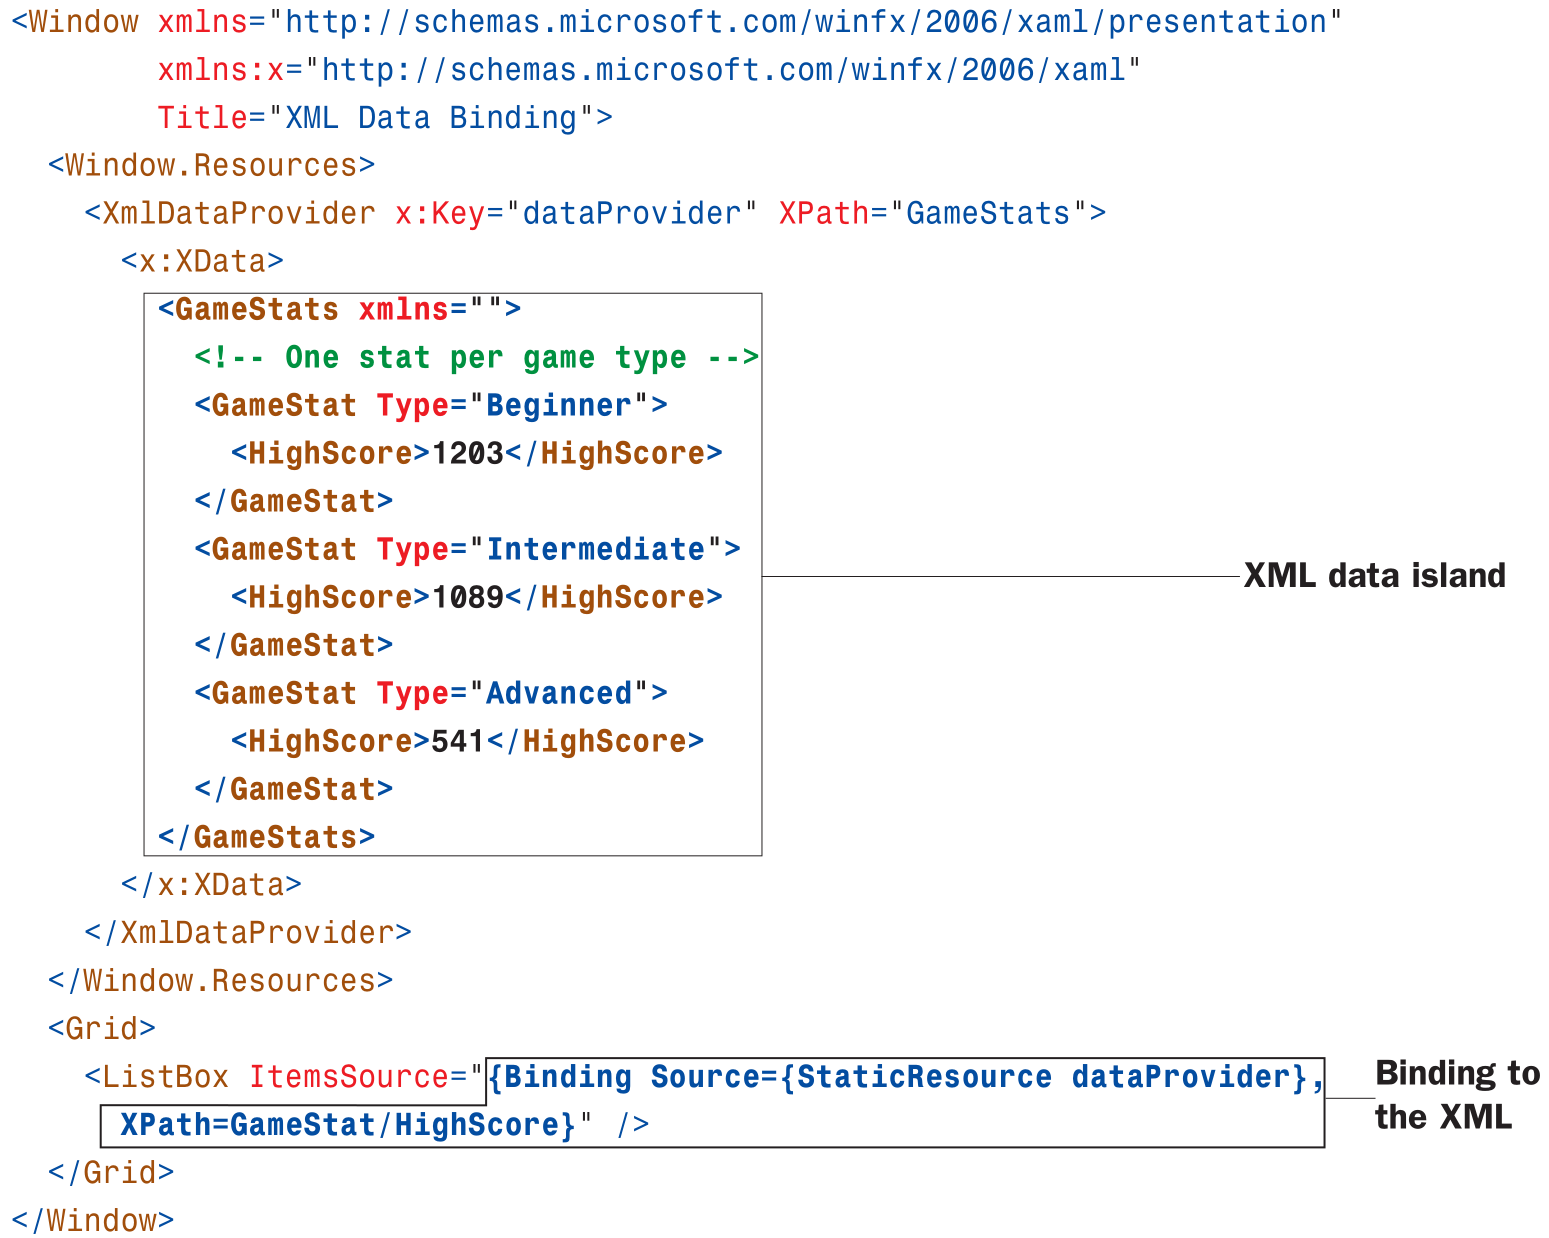 <Window xmlns="http://schemas.microsoft.com/winfx/2006/xaml/presentation"
        xmlns:x="http://schemas.microsoft.com/winfx/2006/xaml"
        Title="XML Data Binding">
  <Window.Resources>
    <XmlDataProvider x:Key="dataProvider" XPath="GameStats">
      <x:XData>
        <GameStats xmlns="">
          <!-- One stat per game type -->
          <GameStat Type="Beginner">
            <HighScore>1203</HighScore>
          </GameStat>
          <GameStat Type="Intermediate">
            <HighScore>1089</HighScore>
          </GameStat>
          <GameStat Type="Advanced">
            <HighScore>541</HighScore>
          </GameStat>
        </GameStats>
      </x:XData>
    </XmlDataProvider>
  </Window.Resources>
  <Grid>
    <ListBox ItemsSource="{Binding Source={StaticResource dataProvider},
      XPath=GameStat/HighScore}" />
  </Grid>
</Window>
XML data island
Binding to
the XML